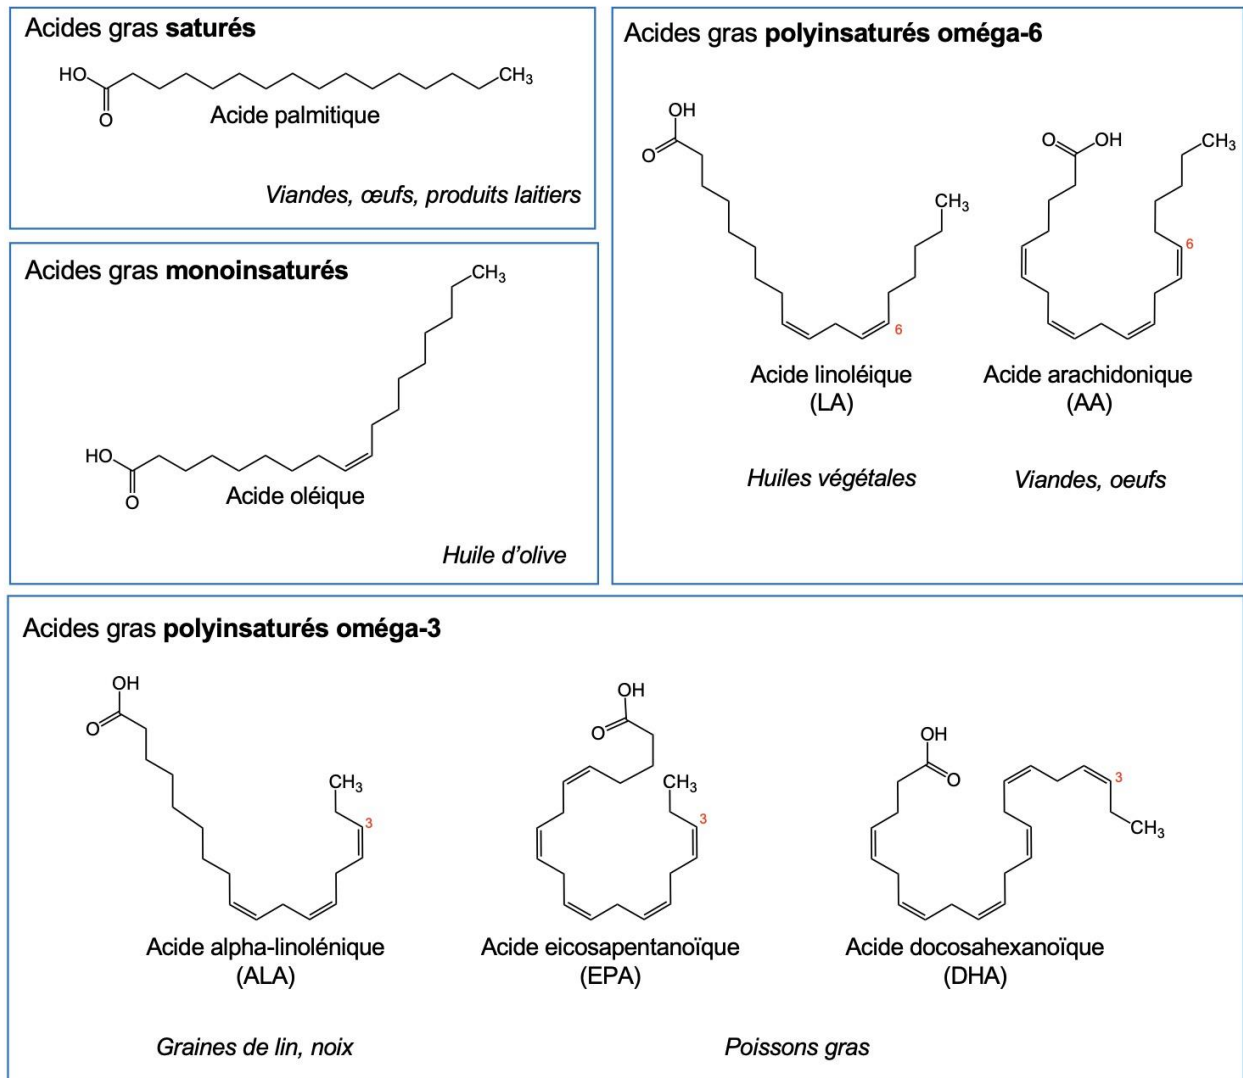 Acides gras saturés
HO
O
CH3
Acide palmitique
Viandes, œufs, produits laitiers
Acides gras monoinsaturés
CH3
HO
O
Acide oléique
Huile d'olive
Acides gras polyinsaturés oméga-6
OH
O
CH3
6
Acide linoléique
(LA)
Huiles végétales
O
OH
CH3
6
Acide arachidonique
(AA)
Viandes, oeufs
Acides gras polyinsaturés oméga-3
OH
O
CH3
3
Acide alpha-linolénique
(ALA)
Graines de lin, noix
OH
O
CH3
3
Acide eicosapentanoïque
(EPA)
OH
O
3
CH3
Acide docosahexanoïque
(DHA)
Poissons gras